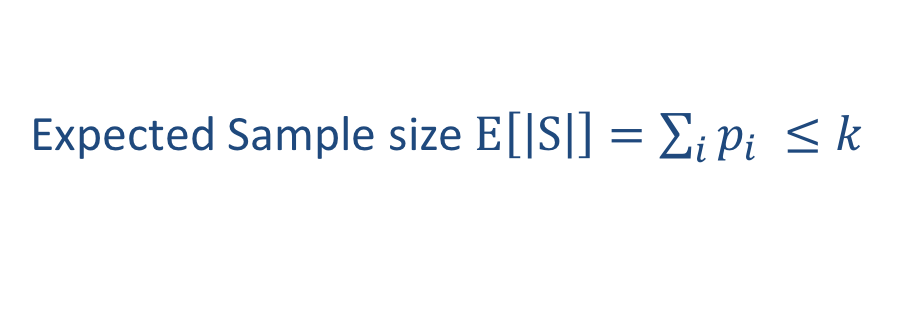 Expected Sample size E[|S|] = ∑ᵢ pᵢ ≤ k